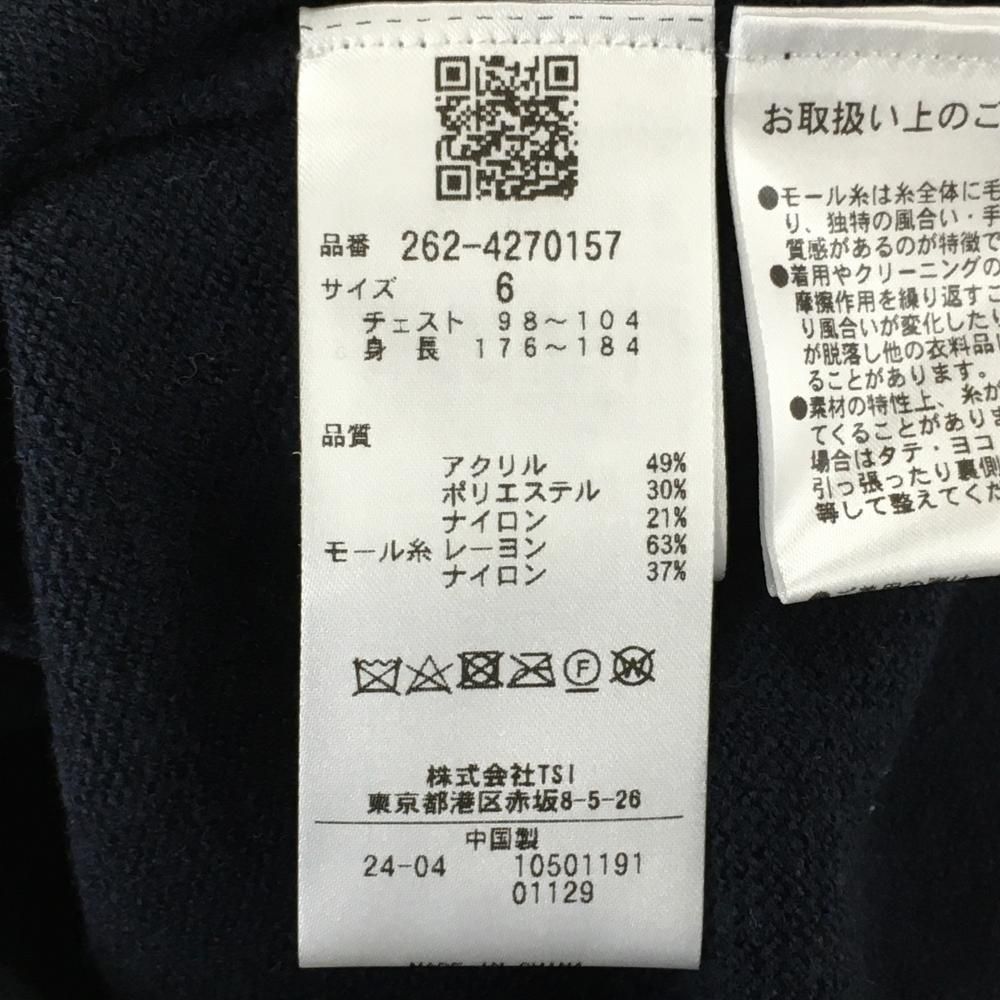 品番 262-4270157
サイズ 6
チェスト 98～104
身 長 176～184
品質
アクリル 49%
ポリエステル 30%
ナイロン 21%
モール糸 レーヨン 63%
ナイロン 37%
F
W
株式会社TSI
東京都港区赤坂8-5-26
中国製
24-04 10501191
01129
MADE IN CHINA
お取扱い上のご
●モール糸は糸全体に毛
り、独特の風合い・手
質感があるのが特徴で
●着用やクリーニングの
摩擦作用を繰り返すこ
り風合いが変化したり
が脱落し他の衣料品
ることがあります。
●素材の特性上、糸が
てくることがありま
場合はタテ・ヨコ
引っ張ったり裏側
等して整えてくだ